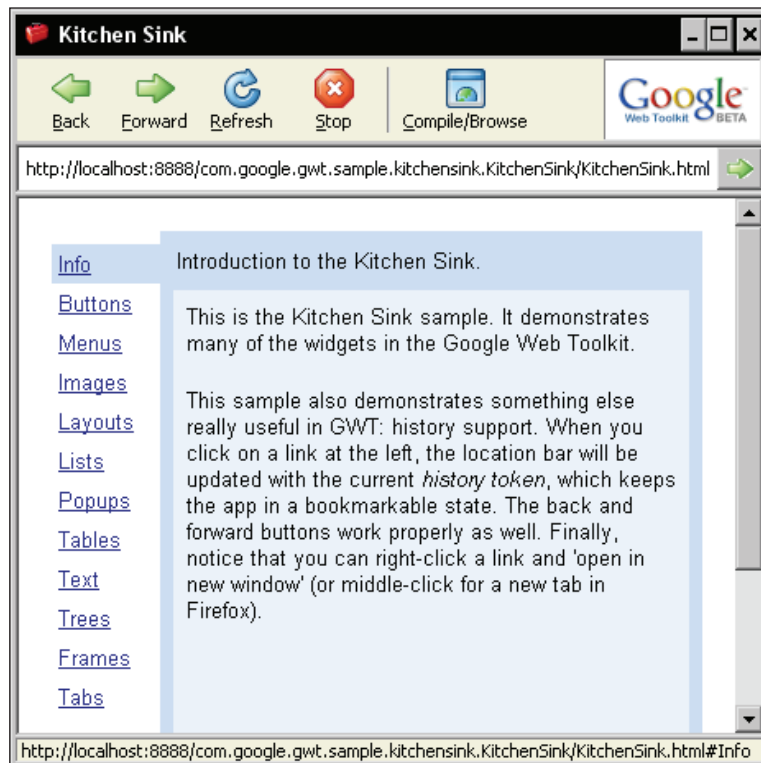 Kitchen Sink
Back Forward Refresh Stop Compile/Browse
Google
Web Toolkit BETA
http://localhost:8888/com.google.gwt.sample.kitchensink.KitchenSink/KitchenSink.html
Info
Buttons
Menus
Images
Layouts
Lists
Popups
Tables
Text
Trees
Frames
Tabs
Introduction to the Kitchen Sink.
This is the Kitchen Sink sample. It demonstrates
many of the widgets in the Google Web Toolkit.
This sample also demonstrates something else
really useful in GWT: history support. When you
click on a link at the left, the location bar will be
updated with the current history token, which keeps
the app in a bookmarkable state. The back and
forward buttons work properly as well. Finally,
notice that you can right-click a link and 'open in
new window' (or middle-click for a new tab in
Firefox).
http://localhost:8888/com.google.gwt.sample.kitchensink.KitchenSink/KitchenSink.html#Info